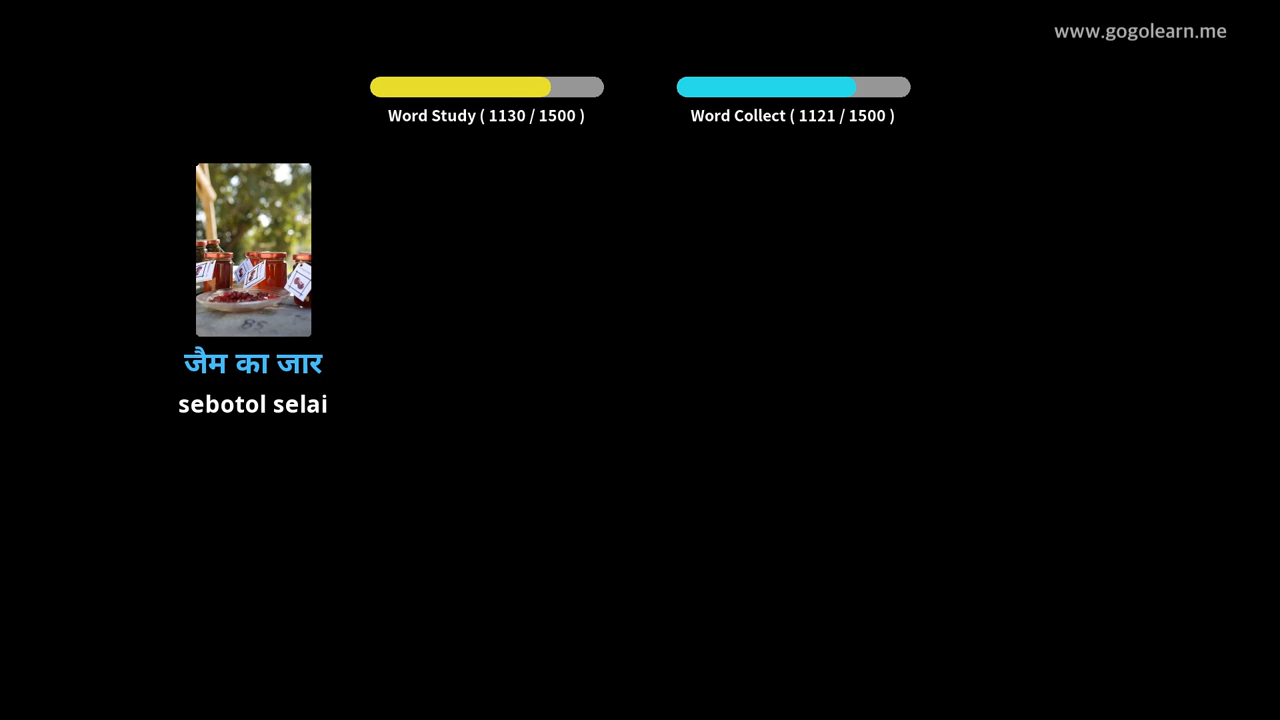 www.gogolearn.me
Word Study ( 1130 / 1500 )
Word Collect ( 1121 / 1500 )
जैम का जार
sebotol selai